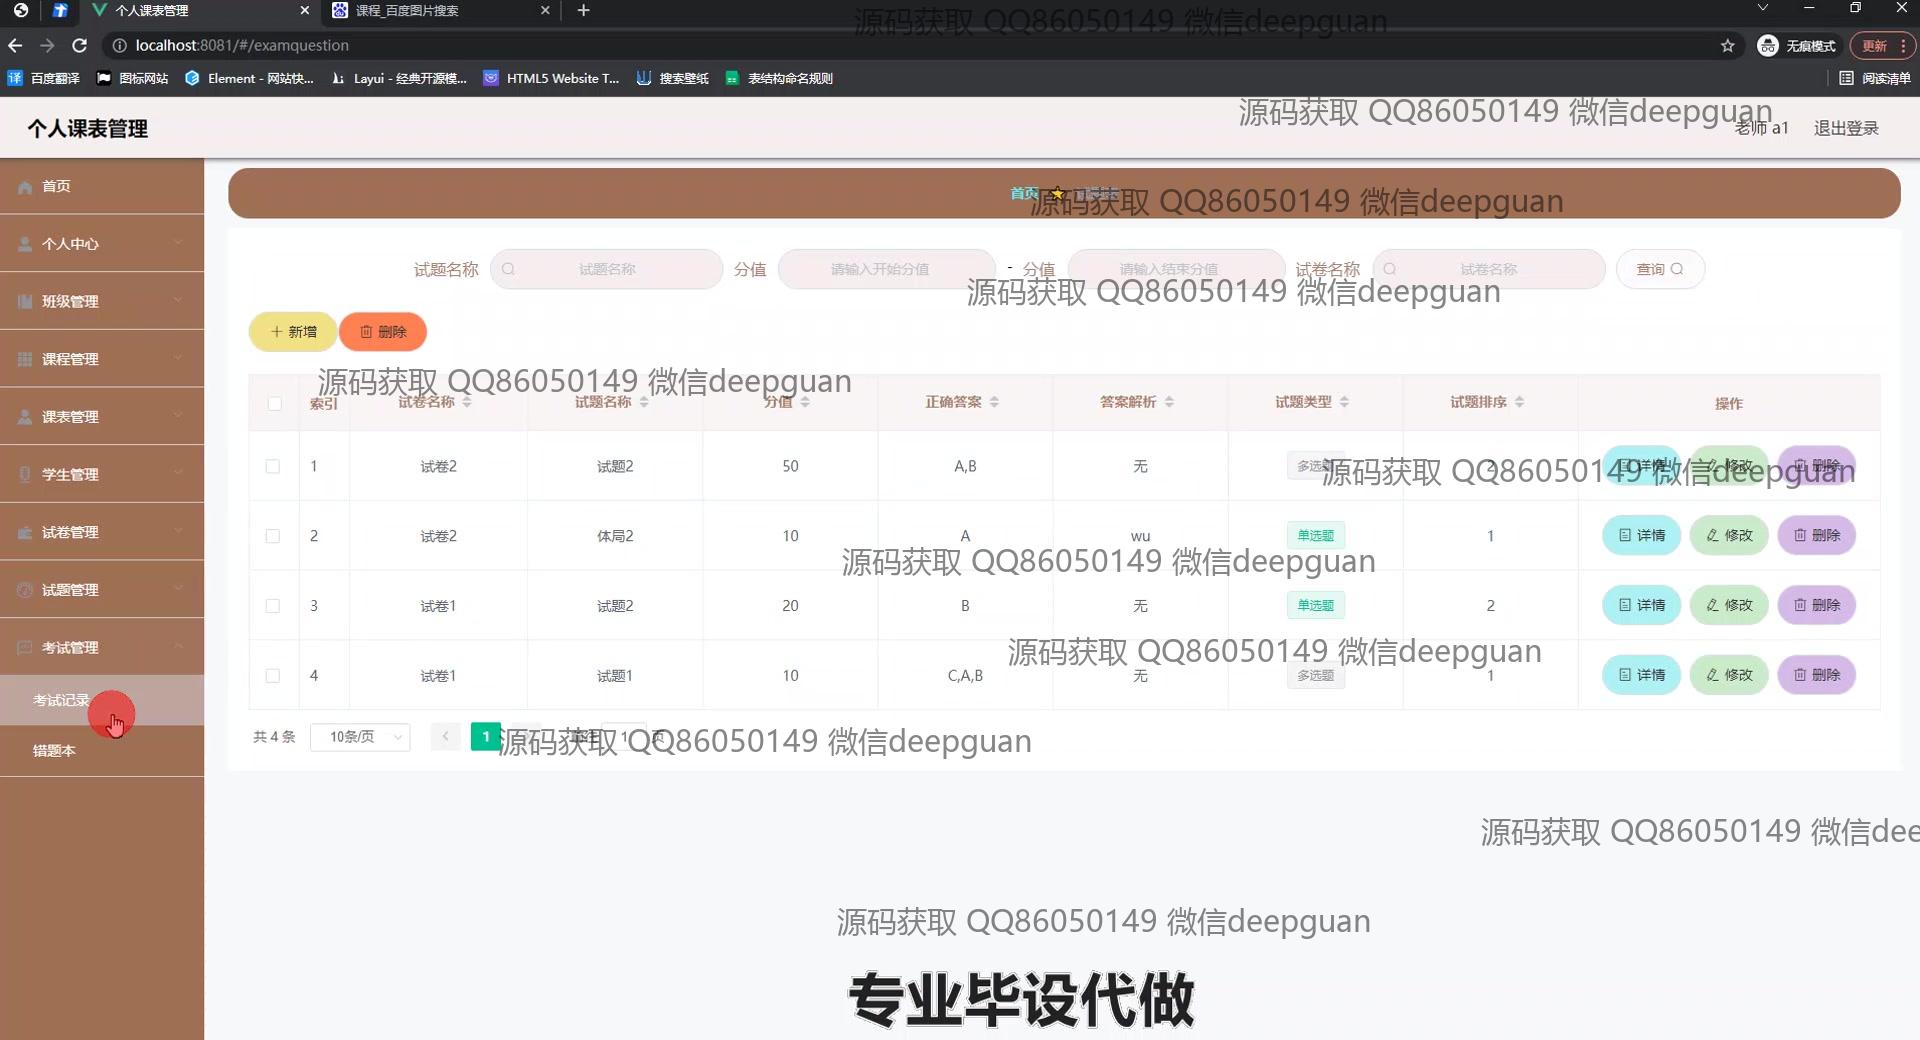 个人课表管理
课程_百度图片搜索
源码获取 QQ86050149 微信deepguan
localhost:8081/#/examquestion
无痕模式
更新
百度翻译
图标网站
Element - 网站快...
Layui - 经典开源模...
HTML5 Website T...
搜索壁纸
表结构命名规则
阅读清单
源码获取 QQ86050149 微信deepguan
个人课表管理
老师 a1
退出登录
首页
个人中心
班级管理
课程管理
课表管理
学生管理
试卷管理
试题管理
考试管理
考试记录
错题本
首页
源码获取 QQ86050149 微信deepguan
试题名称 试题名称 分值 请输入开始分值 - 分值 请输入结束分值 试卷名称 试卷名称 查询
源码获取 QQ86050149 微信deepguan
新增 删除
源码获取 QQ86050149 微信deepguan
索引 试卷名称 试题名称 分值 正确答案 答案解析 试题类型 试题排序 操作
1 试卷2 试题2 50 A,B 无 多选题 2 详情 修改 删除
源码获取 QQ86050149 微信deepguan
2 试卷2 体局2 10 A wu 单选题 1 详情 修改 删除
源码获取 QQ86050149 微信deepguan
3 试卷1 试题2 20 B 无 单选题 2 详情 修改 删除
源码获取 QQ86050149 微信deepguan
4 试卷1 试题1 10 C,A,B 无 多选题 1 详情 修改 删除
共 4 条 10条/页 1 前往 1 页
源码获取 QQ86050149 微信deepguan
源码获取 QQ86050149 微信dee
源码获取 QQ86050149 微信deepguan
专业毕设代做